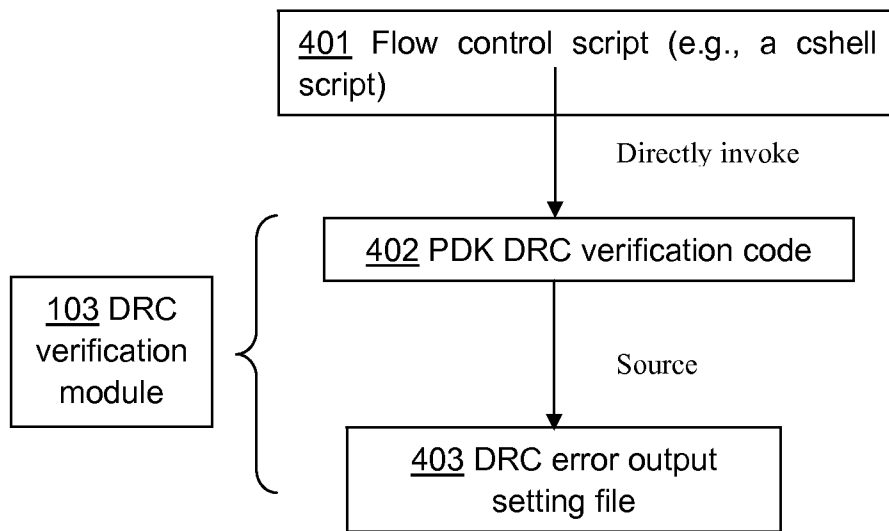 401 Flow control script (e.g., a cshell
script)
Directly invoke
402 PDK DRC verification code
103 DRC
verification
module
Source
403 DRC error output
setting file